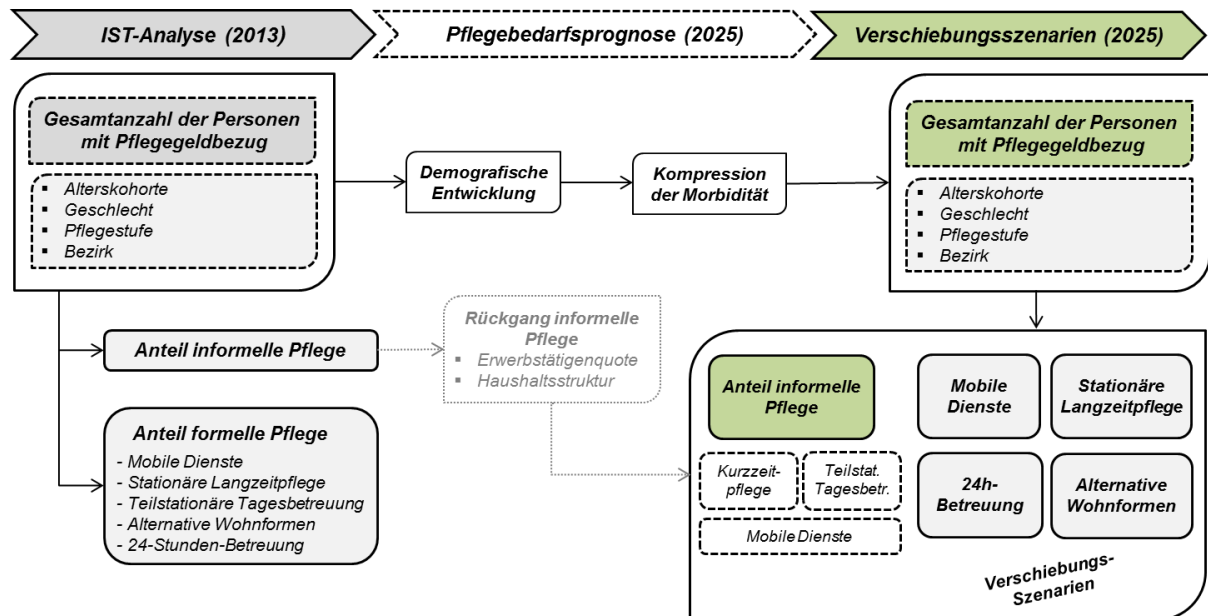 IST-Analyse (2013)
Pflegebedarfsprognose (2025)
Verschiebungsszenarien (2025)
Gesamtanzahl der Personen
mit Pflegegeldbezug
▪ Alterskohorte
▪ Geschlecht
▪ Pflegestufe
▪ Bezirk
Demografische
Entwicklung
Kompression
der Morbidität
Gesamtanzahl der Personen
mit Pflegegeldbezug
▪ Alterskohorte
▪ Geschlecht
▪ Pflegestufe
▪ Bezirk
Anteil informelle Pflege
Rückgang informelle
Pflege
▪ Erwerbstätigenquote
▪ Haushaltsstruktur
Anteil formelle Pflege
- Mobile Dienste
- Stationäre Langzeitpflege
- Teilstationäre Tagesbetreuung
- Alternative Wohnformen
- 24-Stunden-Betreuung
Anteil informelle
Pflege
Kurzzeit-
pflege
Teilstat.
Tagesbetr.
Mobile Dienste
Mobile
Dienste
Stationäre
Langzeitpflege
24h-
Betreuung
Alternative
Wohnformen
Verschiebungs-
Szenarien